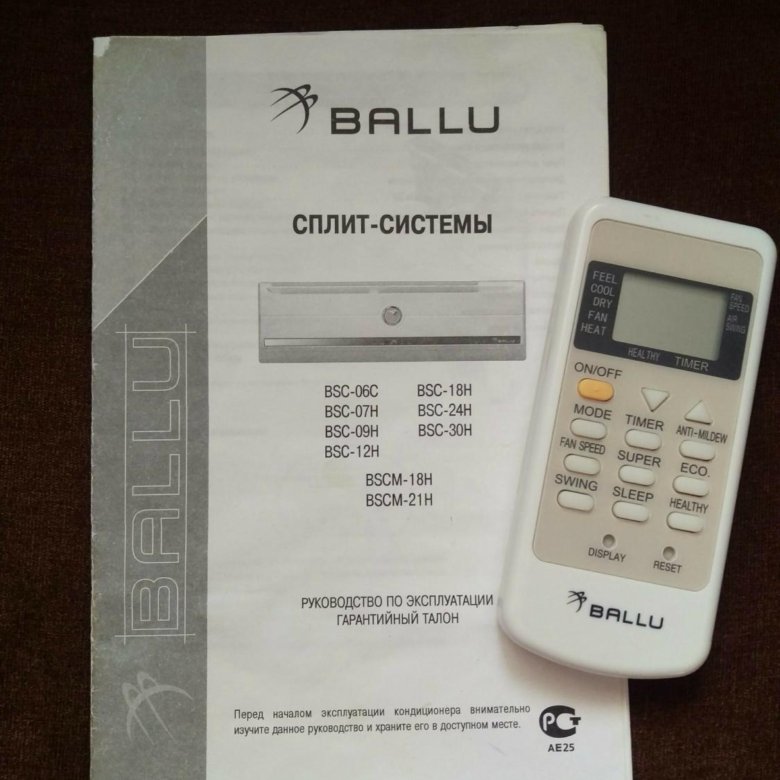 BALLU
СПЛИТ-СИСТЕМЫ
BALLU
BSC-06C BSC-18H
BSC-07H BSC-24H
BSC-09H BSC-30H
BSC-12H
BSCM-18H
BSCM-21H
РУКОВОДСТВО ПО ЭКСПЛУАТАЦИИ
ГАРАНТИЙНЫЙ ТАЛОН
Перед началом эксплуатации кондиционера внимательно
изучите данное руководство и храните его в доступном месте.
РСТ
АЕ25
BALLU
FEEL
COOL
DRY
FAN
HEAT
FAN
SPEED
AIR
SWING
HEALTHY TIMER
ON/OFF
MODE TIMER ANTI-MILDEW
FAN SPEED SUPER ECO.
SWING SLEEP HEALTHY
DISPLAY RESET
BALLU